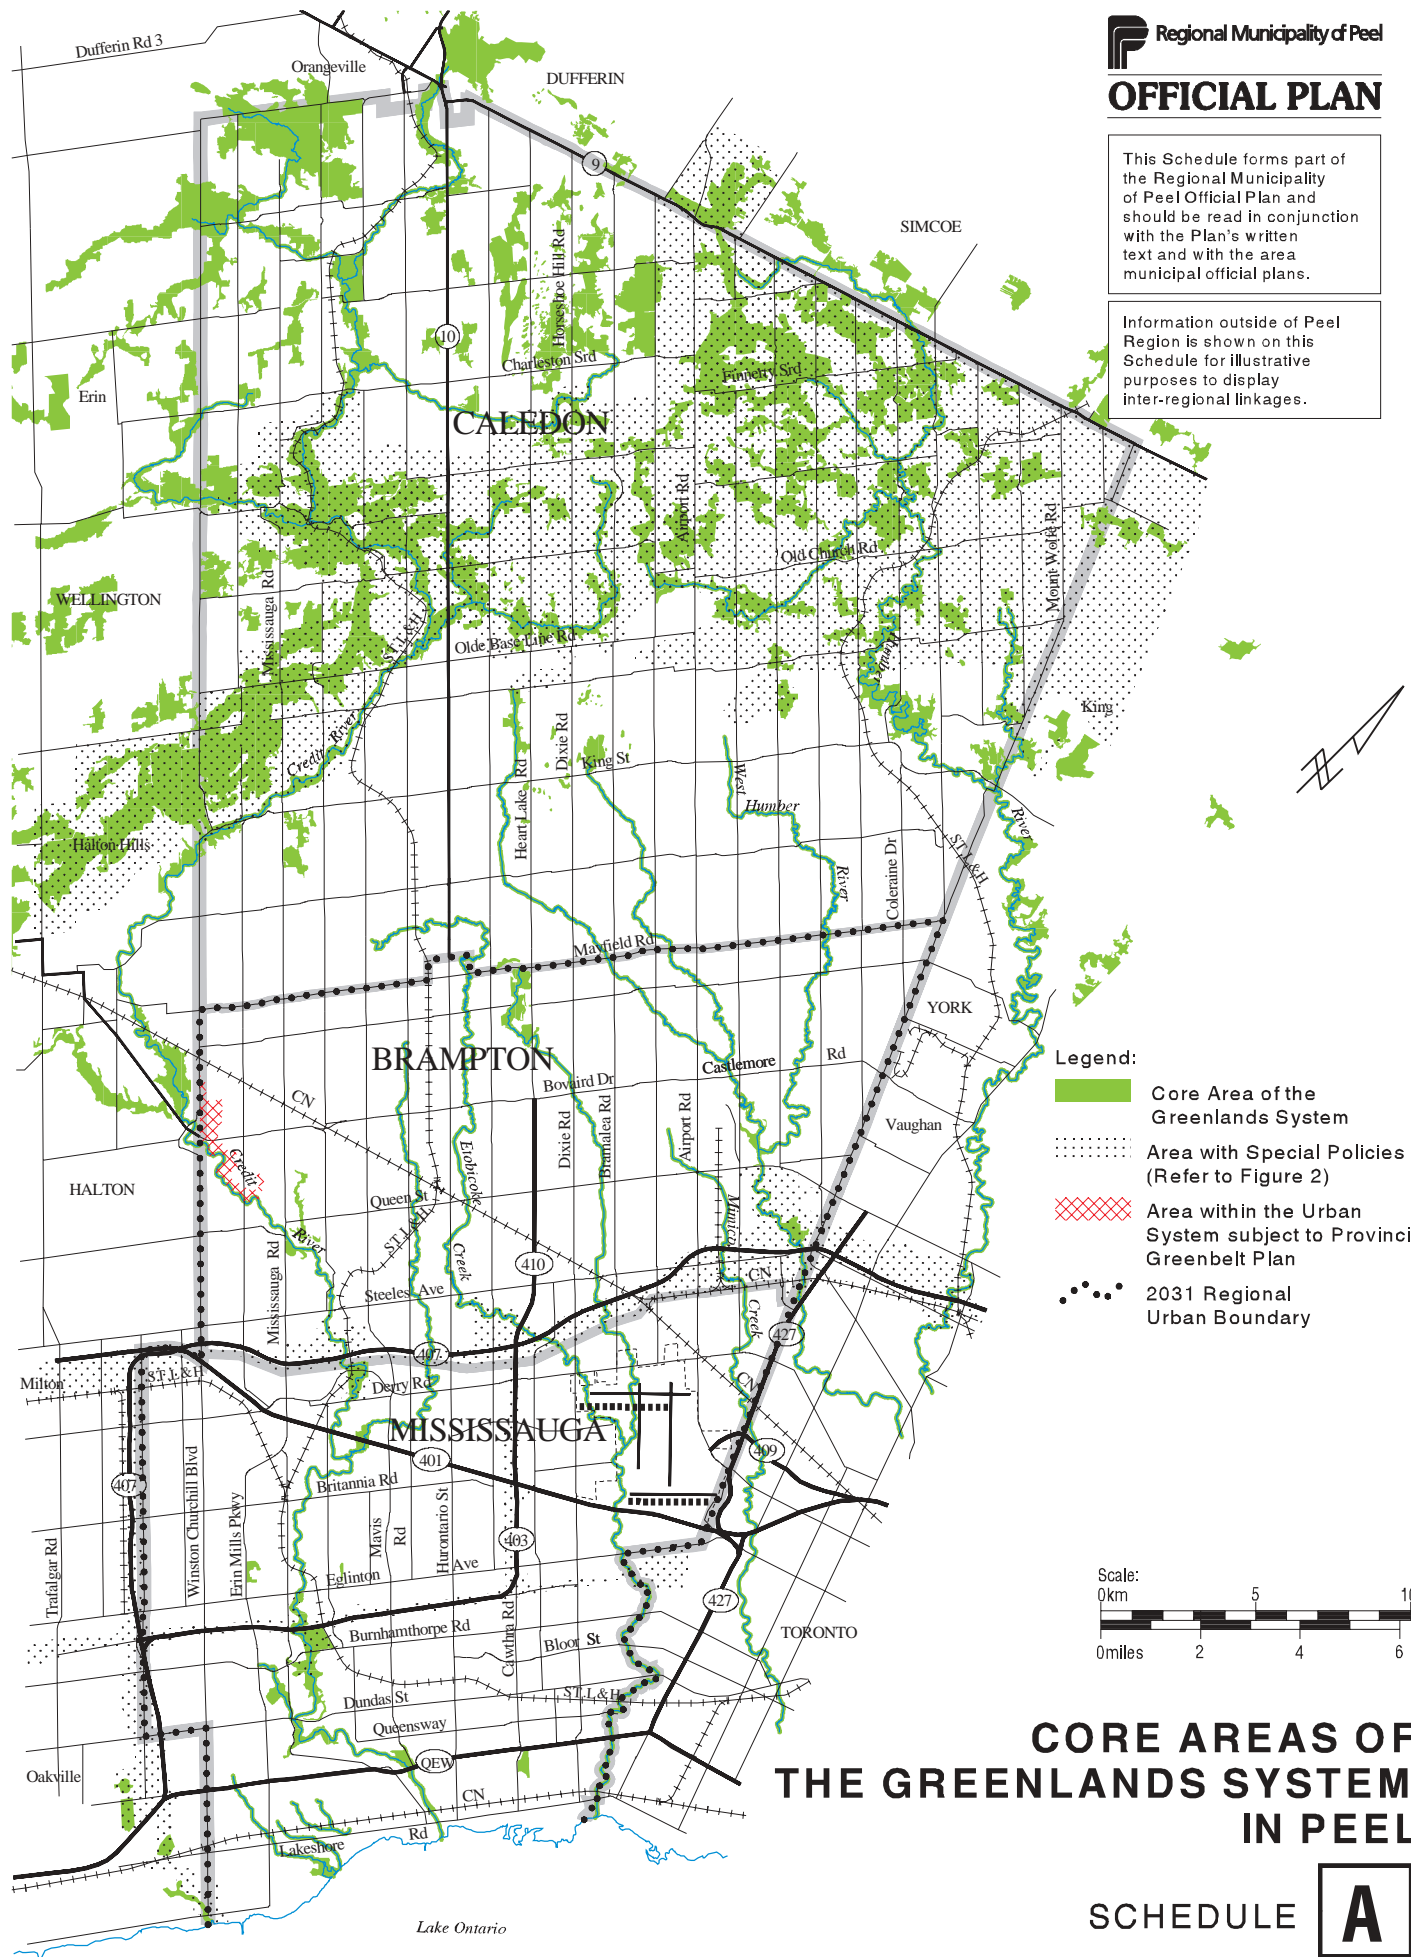 Regional Municipality of Peel
OFFICIAL PLAN
This Schedule forms part of
the Regional Municipality
of Peel Official Plan and
should be read in conjunction
with the Plan's written
text and with the area
municipal official plans.
Information outside of Peel
Region is shown on this
Schedule for illustrative
purposes to display
inter-regional linkages.
Dufferin Rd 3
Orangeville
DUFFERIN
9
SIMCOE
Horseshoe Hill Rd
10
Charleston Srd
Finnerty Srd
Erin
CALEDON
Airport Rd
Mount Wolfe Rd
Old Church Rd
WELLINGTON
Mississauga Rd
ST.L&H
Olde Base Line Rd
Humber
King
Credit River
Dixie Rd
King St
Heart Lake Rd
West
Humber
River
River
Halton Hills
Coleraine Dr
ST.L&H
Mayfield Rd
YORK
BRAMPTON
Castlemore
Rd
Bovaird Dr
CN
Dixie Rd
Bramalea Rd
Airport Rd
Vaughan
Credit
River
HALTON
Etobicoke
Creek
Queen St
ST.L&H
Mimico
Creek
Mississauga Rd
410
CN
Steeles Ave
427
407
Milton
ST.L&H
Derry Rd
CN
MISSISSAUGA
401
409
407
Britannia Rd
Winston Churchill Blvd
Erin Mills Pkwy
Mavis
Rd
Hurontario St
403
Trafalgar Rd
Eglinton
Ave
427
Burnhamthorpe Rd
Cawthra Rd
Bloor St
TORONTO
Dundas St
ST.L&H
Queensway
QEW
Oakville
CN
Lakeshore
Rd
Lake Ontario
Legend:
Core Area of the
Greenlands System
Area with Special Policies
(Refer to Figure 2)
Area within the Urban
System subject to Provinci
Greenbelt Plan
2031 Regional
Urban Boundary
Scale:
0km 5 10
0miles 2 4 6
CORE AREAS OF
THE GREENLANDS SYSTEM
IN PEEL
SCHEDULE A